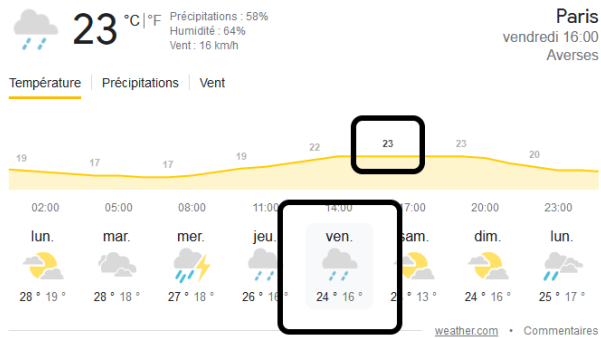 23 °C|°F
Précipitations : 58%
Humidité : 64%
Vent : 16 km/h
Paris
vendredi 16:00
Averses
Température Précipitations Vent
19 17 17 19 22 23 23 20
02:00 05:00 08:00 11:00 14:00 17:00 20:00 23:00
lun. mar. mer. jeu. ven. sam. dim. lun.
28 ° 19 ° 28 ° 18 ° 27 ° 18 ° 26 ° 16 ° 24 ° 16 ° 13 ° 24 ° 16 ° 25 ° 17 °
weather.com • Commentaires